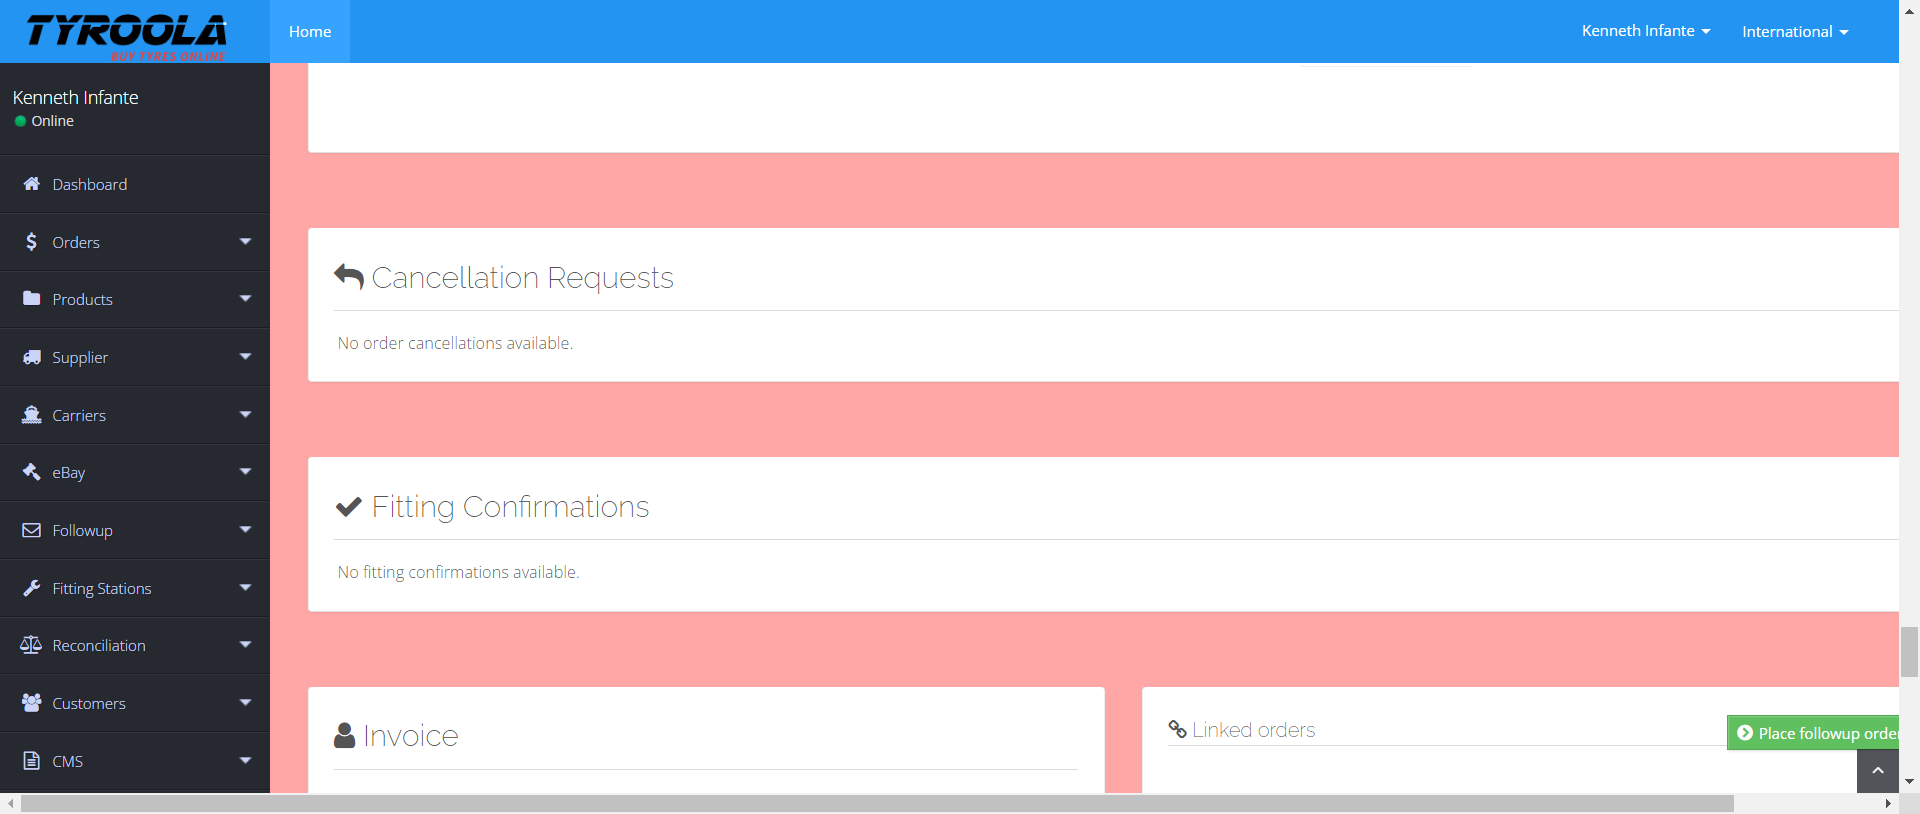 TYROOLA
BUY TYRES ONLINE
Home
Kenneth Infante
International
Kenneth Infante
Online
Dashboard
Orders
Products
Supplier
Carriers
eBay
Followup
Fitting Stations
Reconciliation
Customers
CMS
Cancellation Requests
No order cancellations available.
Fitting Confirmations
No fitting confirmations available.
Invoice
Linked orders
Place followup order